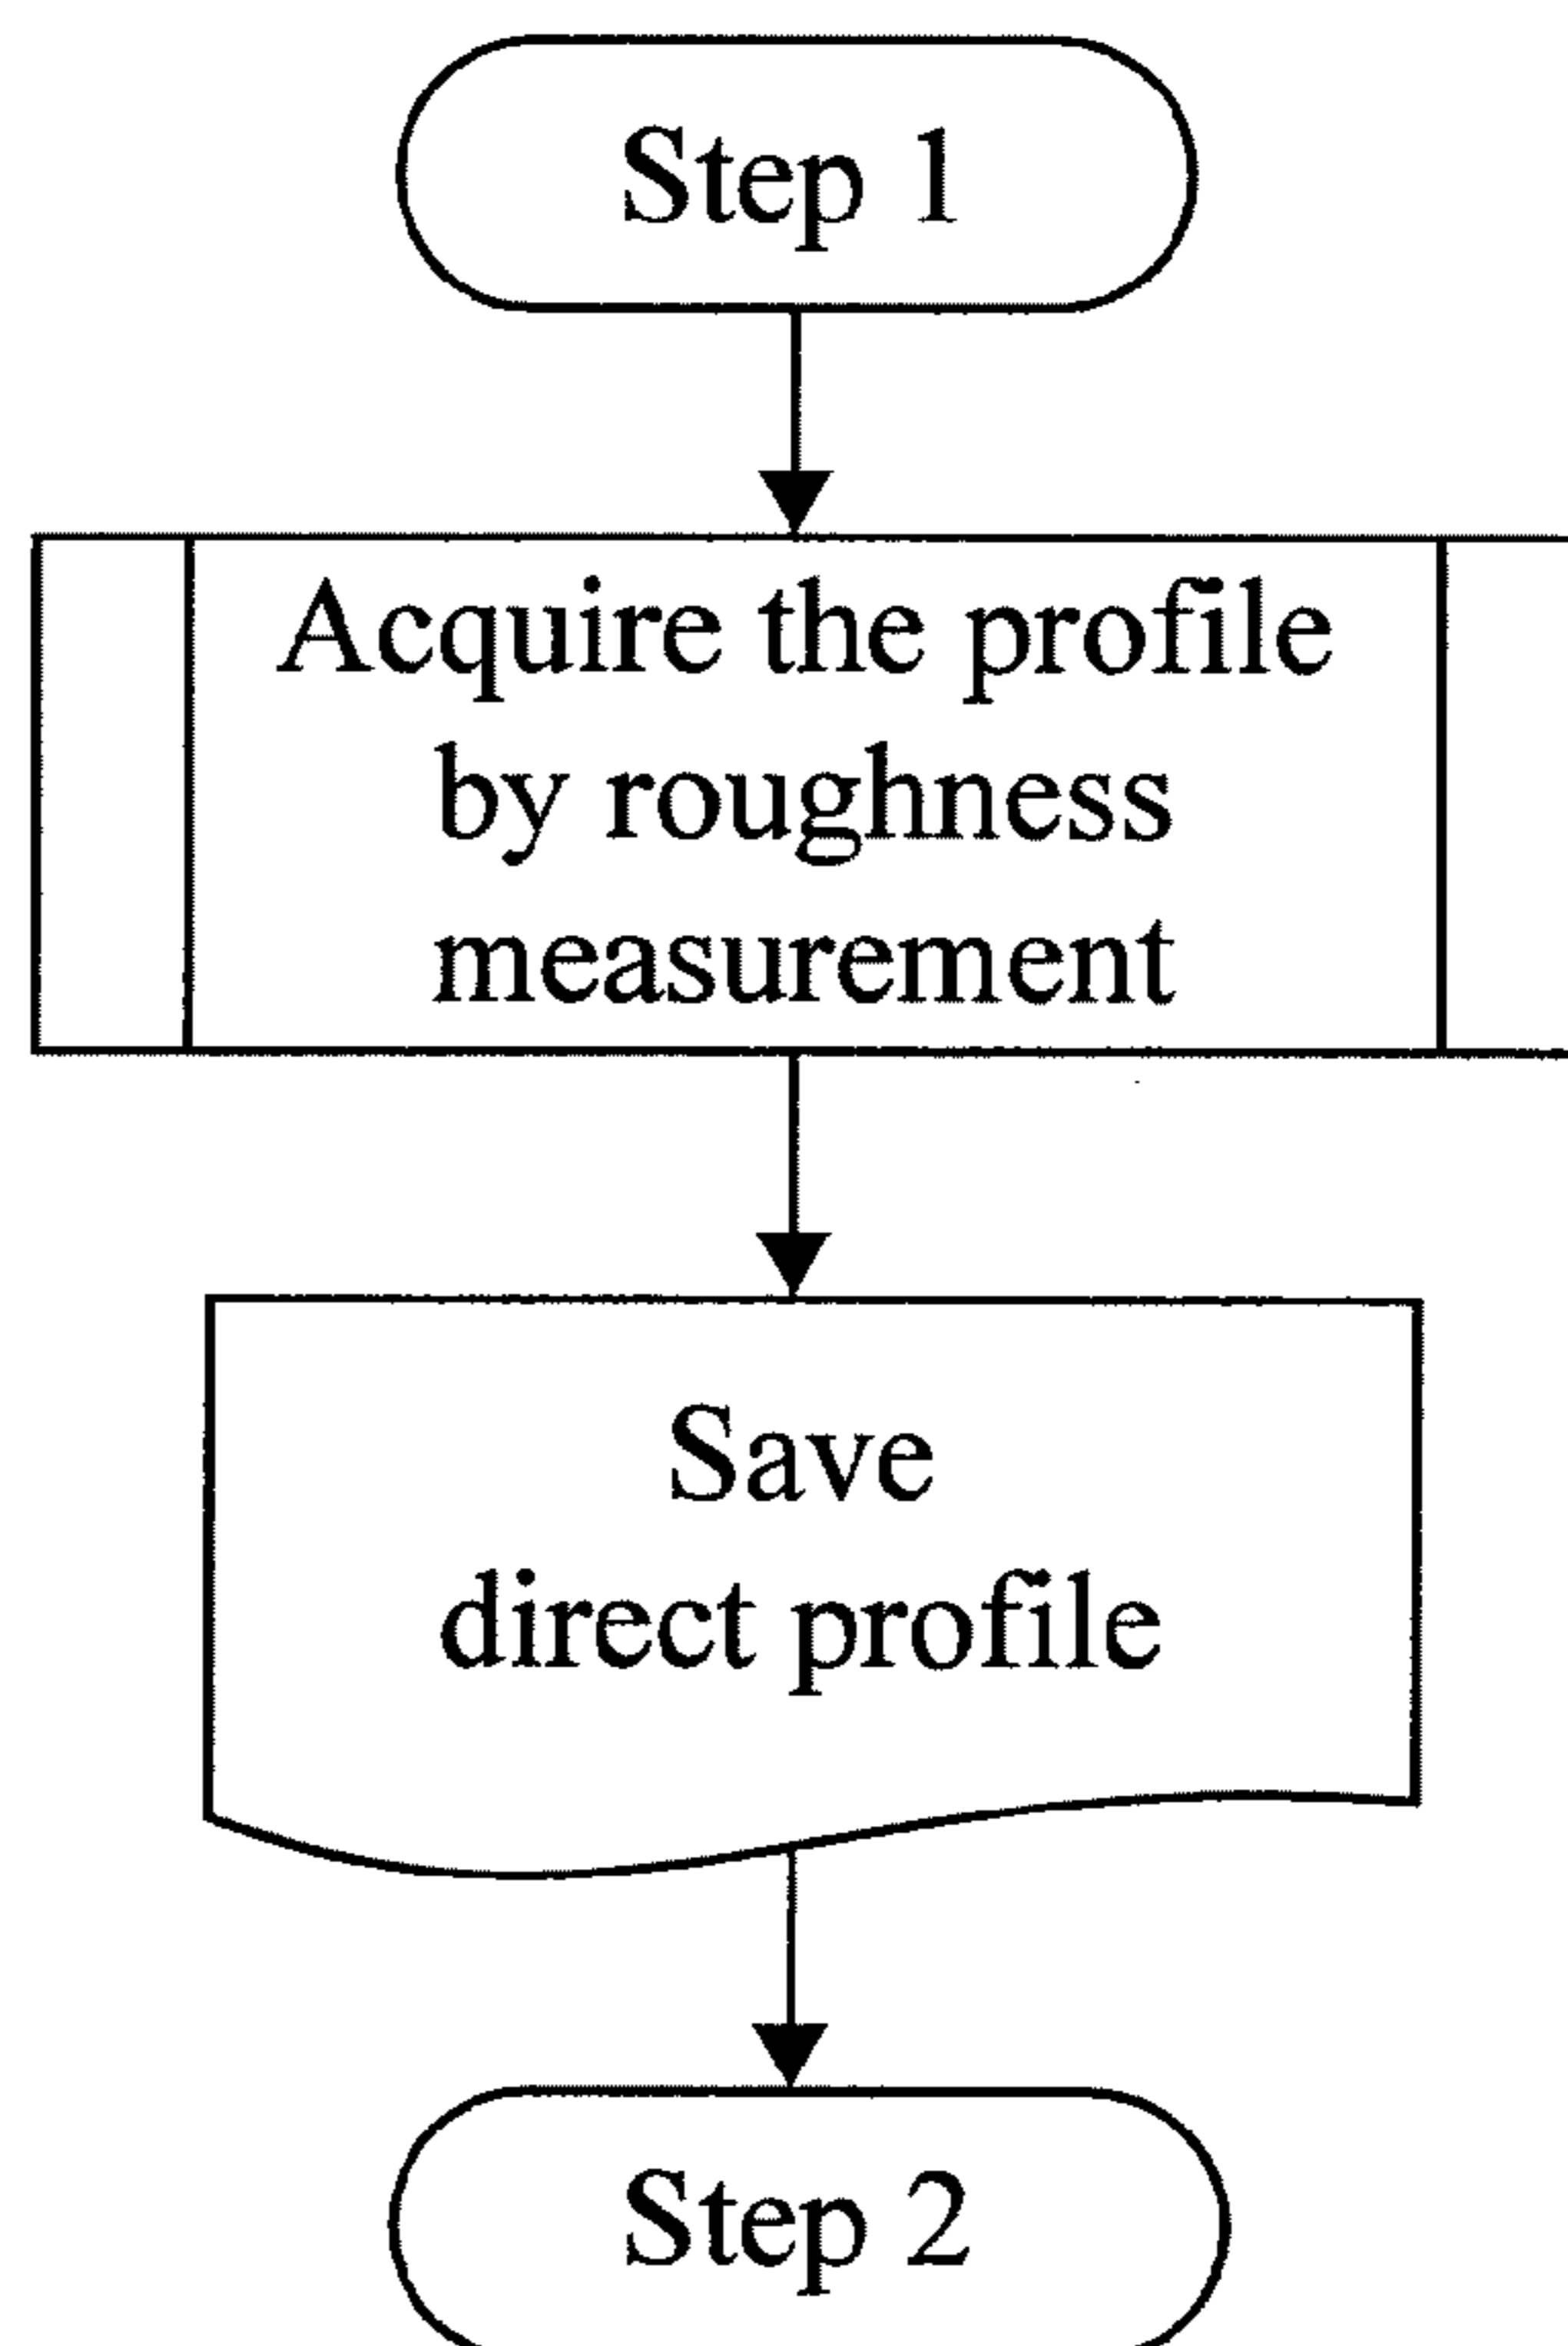 Step 1
Acquire the profile
by roughness
measurement
Save
direct profile
Step 2